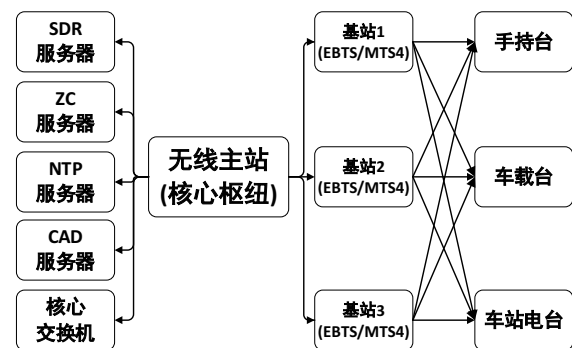 SDR
服务器
ZC
服务器
NTP
服务器
CAD
服务器
核心
交换机
无线主站
(核心枢纽)
基站1
(EBTS/MTS4)
基站2
(EBTS/MTS4)
基站3
(EBTS/MTS4)
手持台
车载台
车站电台